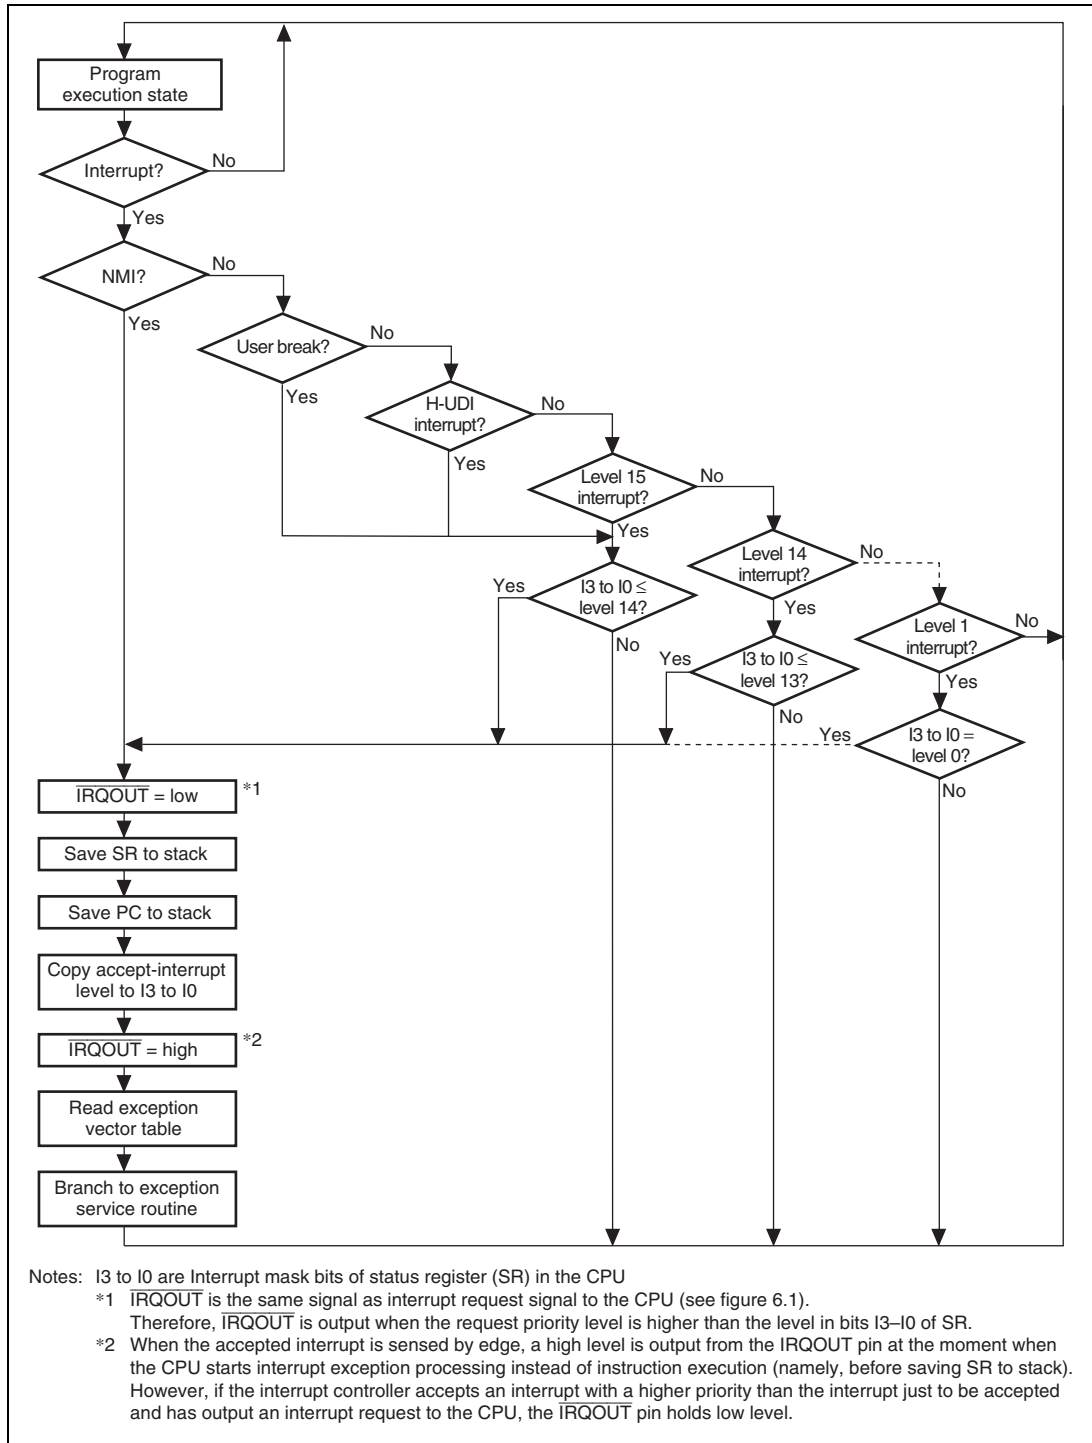 Program
execution state
Interrupt?
No
Yes
NMI?
No
Yes
User break?
No
Yes
H-UDI
interrupt?
No
Yes
Level 15
interrupt?
No
Yes
Level 14
interrupt?
No
Yes
I3 to I0 ≤
level 14?
Yes
No
Level 1
interrupt?
No
Yes
I3 to I0 ≤
level 13?
Yes
No
I3 to I0 =
level 0?
Yes
No
IRQOUT = low
*1
Save SR to stack
Save PC to stack
Copy accept-interrupt
level to I3 to I0
IRQOUT = high
*2
Read exception
vector table
Branch to exception
service routine
Notes: I3 to I0 are Interrupt mask bits of status register (SR) in the CPU
*1 IRQOUT is the same signal as interrupt request signal to the CPU (see figure 6.1).
Therefore, IRQOUT is output when the request priority level is higher than the level in bits I3–I0 of SR.
*2 When the accepted interrupt is sensed by edge, a high level is output from the IRQOUT pin at the moment when
the CPU starts interrupt exception processing instead of instruction execution (namely, before saving SR to stack).
However, if the interrupt controller accepts an interrupt with a higher priority than the interrupt just to be accepted
and has output an interrupt request to the CPU, the IRQOUT pin holds low level.